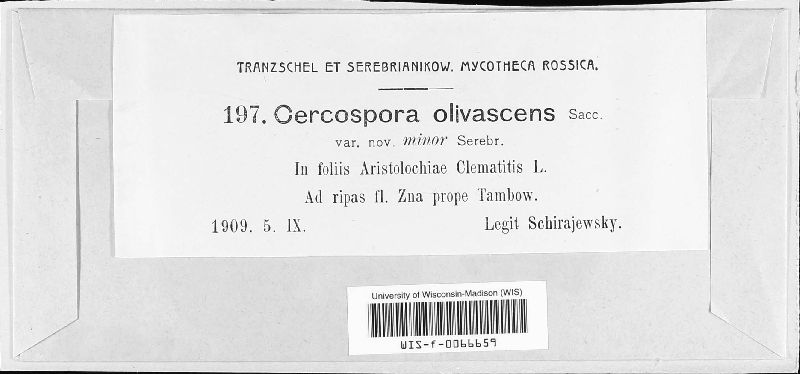 TRANZSCHEL ET SEREBRIANIKOW. MYCOTHECA ROSSICA.
197. Cercospora olivascens Sacc.
var. nov. minor Serebr.
In foliis Aristolochiae Clematitis L.
Ad ripas fl. Zna prope Tambow.
1909. 5. IX. Legit Schirajewsky.
University of Wisconsin-Madison (WIS)
WIS-f-0066659